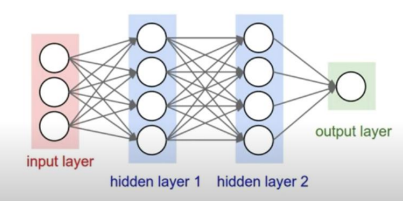 input layer
hidden layer 1
hidden layer 2
output layer